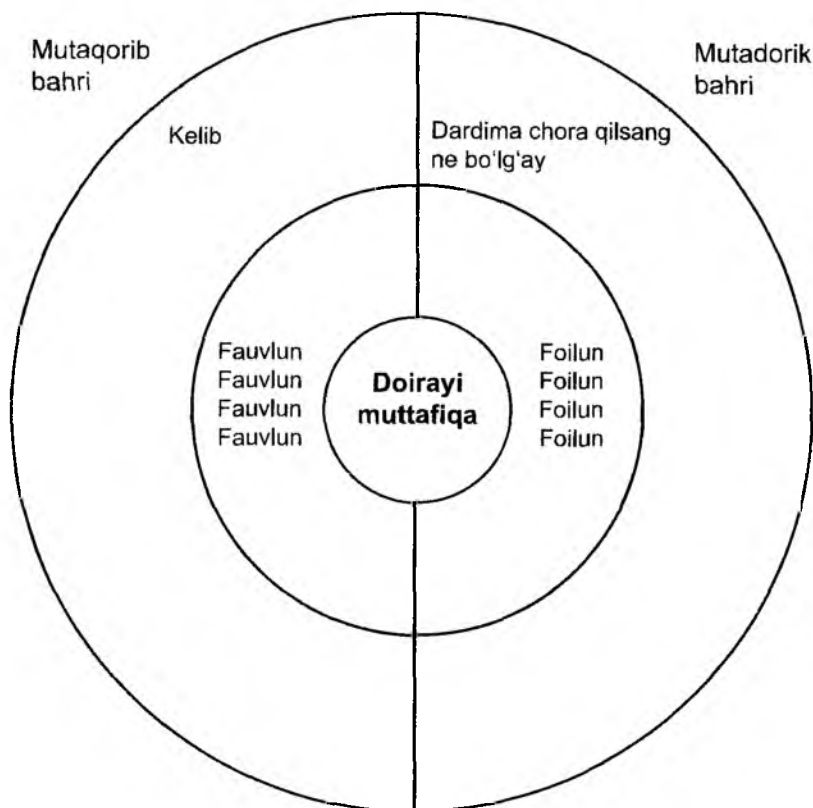 Mutaqorib
bahri
Mutadorik
bahri
Kelib
Dardima chora qilsang
ne bo‘lg‘ay
Fauvlun
Fauvlun
Fauvlun
Fauvlun
Doirayi
muttafiqa
Foilun
Foilun
Foilun
Foilun